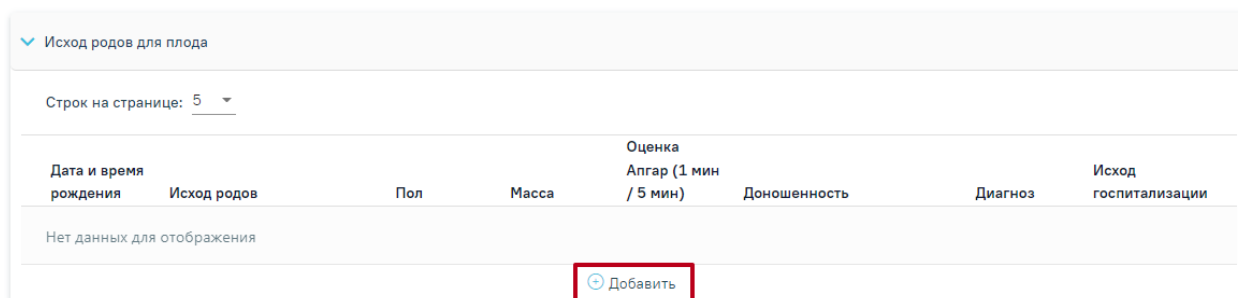 Исход родов для плода
Строк на странице: 5
Дата и время рождения Исход родов Пол Масса Оценка Апгар (1 мин / 5 мин) Доношенность Диагноз Исход госпитализации
Нет данных для отображения
Добавить